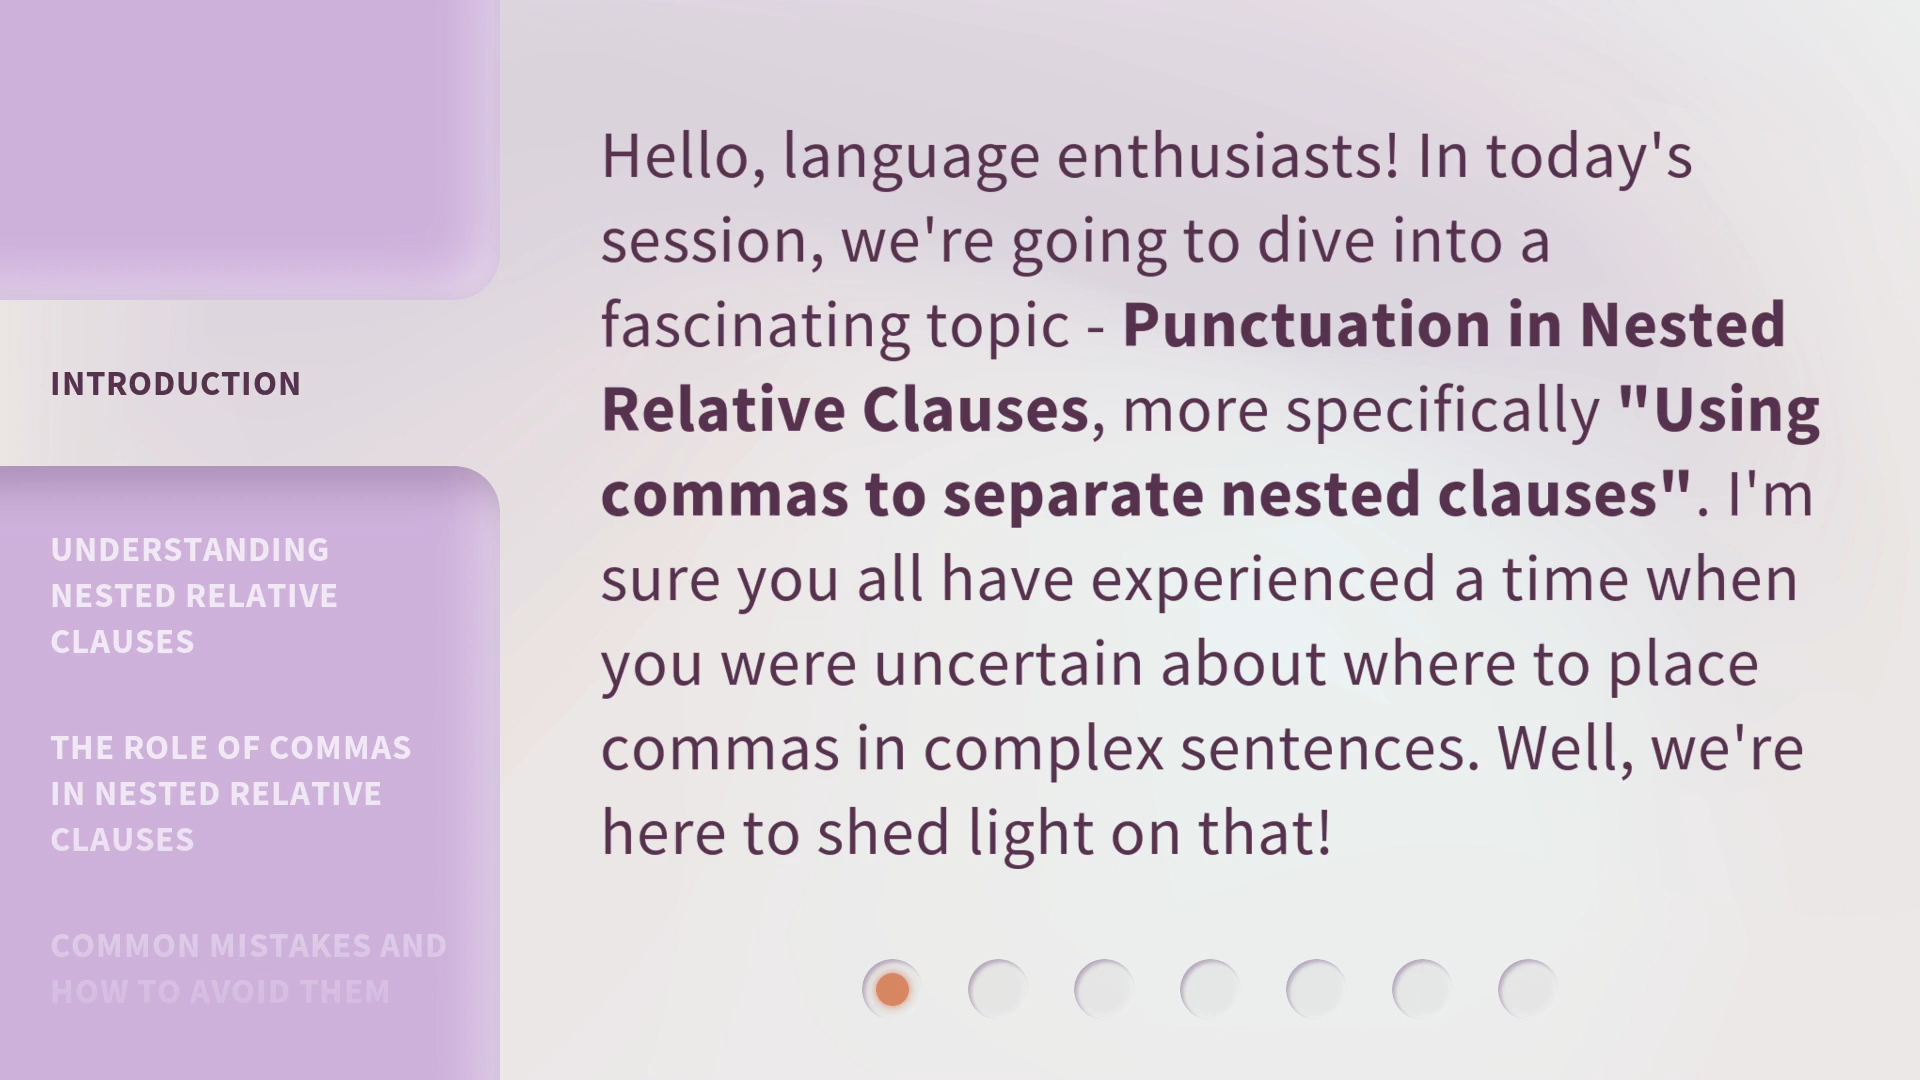 INTRODUCTION
UNDERSTANDING
NESTED RELATIVE
CLAUSES
THE ROLE OF COMMAS
IN NESTED RELATIVE
CLAUSES
COMMON MISTAKES AND
HOW TO AVOID THEM
Hello, language enthusiasts! In today's
session, we're going to dive into a
fascinating topic - Punctuation in Nested
Relative Clauses, more specifically "Using
commas to separate nested clauses". I'm
sure you all have experienced a time when
you were uncertain about where to place
commas in complex sentences. Well, we're
here to shed light on that!